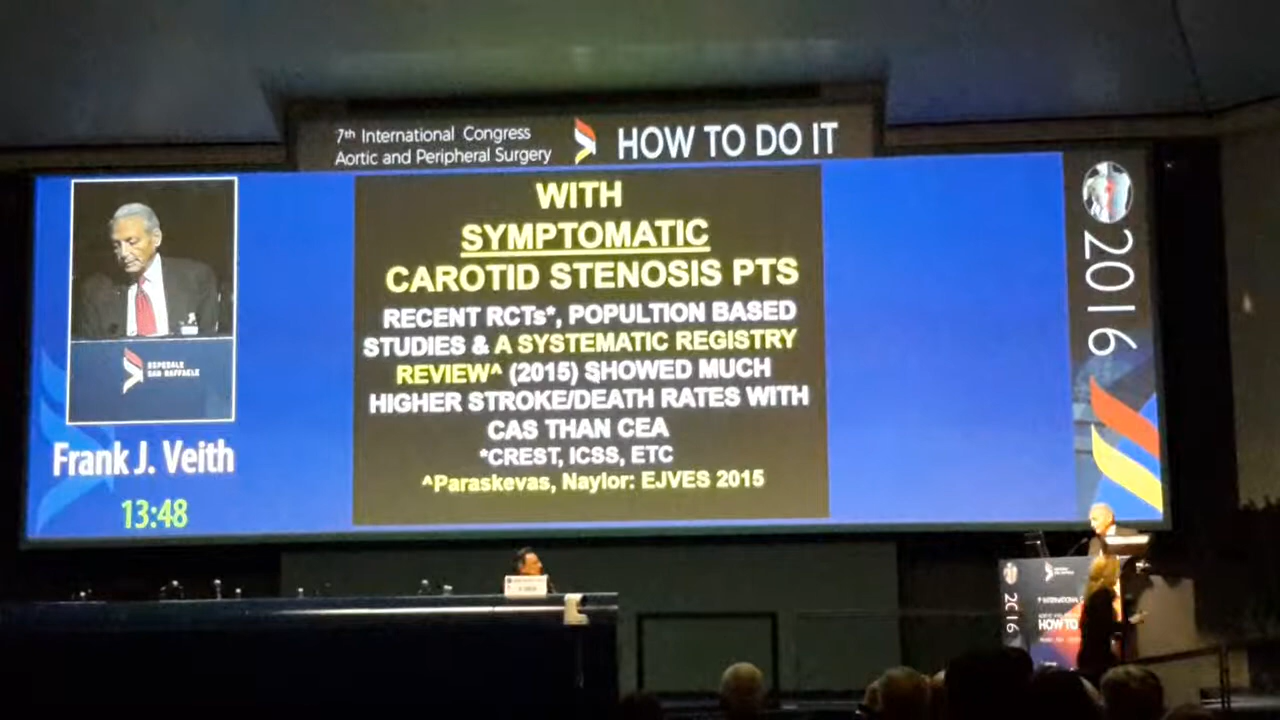 7th International Congress
Aortic and Peripheral Surgery
HOW TO DO IT
WITH
SYMPTOMATIC
CAROTID STENOSIS PTS
RECENT RCTs*, POPULTION BASED
STUDIES & A SYSTEMATIC REGISTRY
REVIEW^ (2015) SHOWED MUCH
HIGHER STROKE/DEATH RATES WITH
CAS THAN CEA
*CREST, ICSS, ETC
^Paraskevas, Naylor: EJVES 2015
OSPEDALE
SAN RAFFAELE
Frank J. Veith
13:48
2016
2016
HOW TO